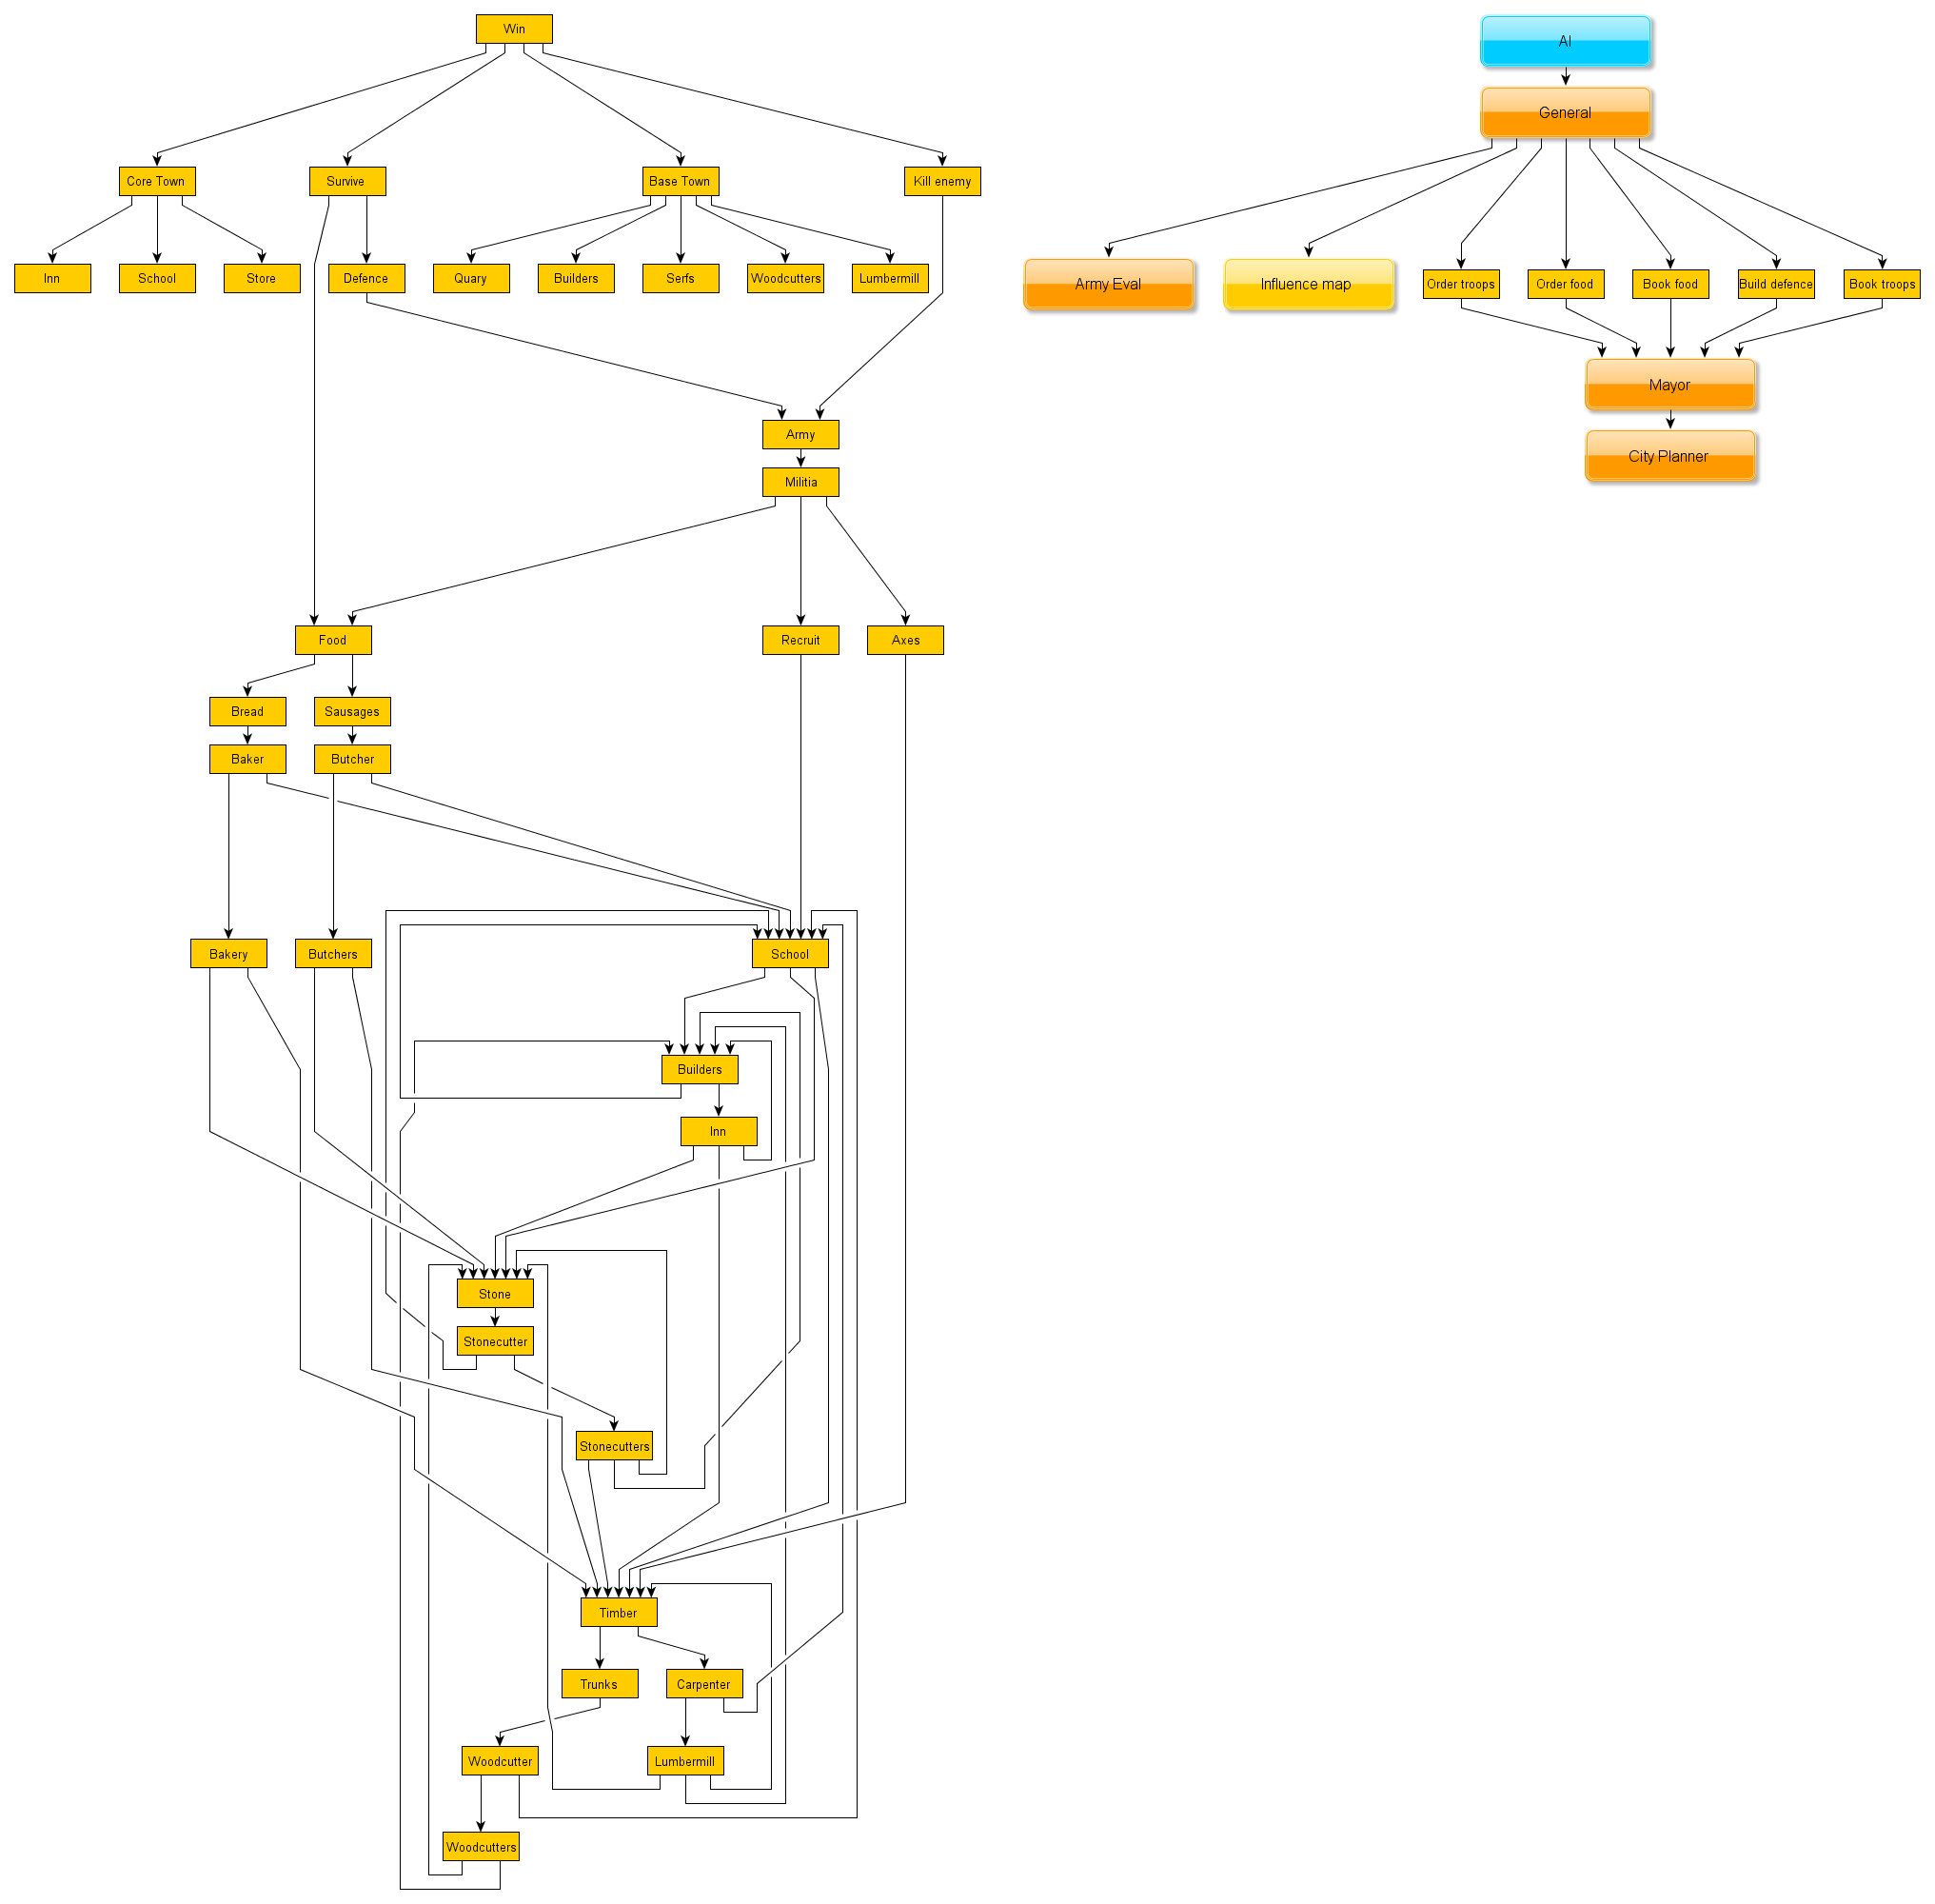 Win
Core Town
Survive
Base Town
Kill enemy
Inn
School
Store
Defence
Quary
Builders
Serfs
Woodcutters
Lumbermill
Army
Militia
Food
Recruit
Axes
Bread
Sausages
Baker
Butcher
Bakery
Butchers
School
Builders
Inn
Stone
Stonecutter
Stonecutters
Timber
Trunks
Carpenter
Woodcutter
Lumbermill
Woodcutters
AI
General
Army Eval
Influence map
Order troops
Order food
Book food
Build defence
Book troops
Mayor
City Planner